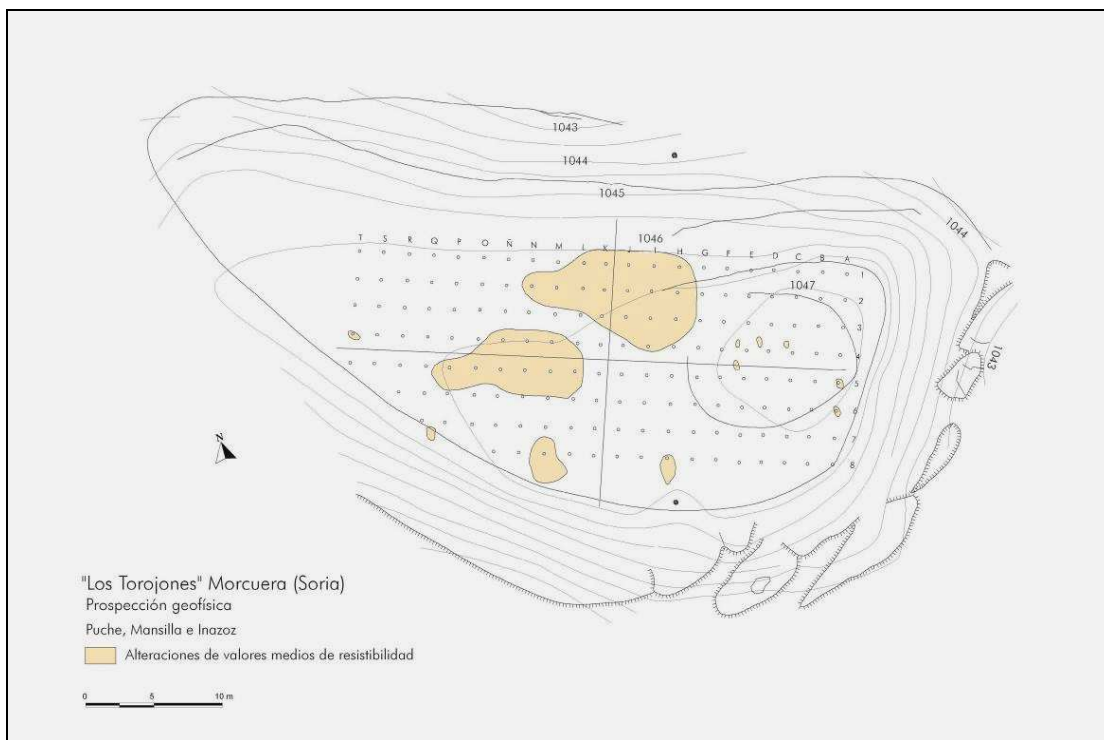 1043
1044
1045
1046
1044
T S R Q P O Ñ N M L K J I H G F E D C B A
1
1047
2
3
4
1043
5
6
N
7
8
"Los Torojones" Morcuera (Soria)
Prospección geofísica
Puche, Mansilla e Inazoz
Alteraciones de valores medios de resistibilidad
0 5 10 m